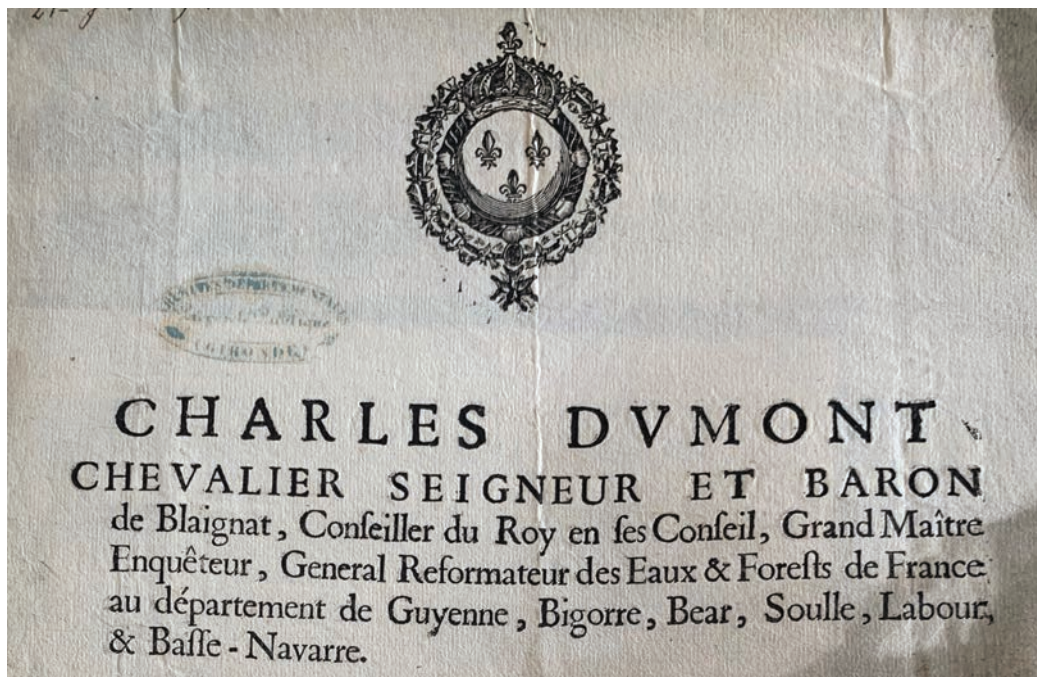 CHARLES DVMONT
CHEVALIER SEIGNEUR ET BARON
de Blaignat, Conſeiller du Roy en ſes Conſeil, Grand Maître
Enquêteur, General Reformateur des Eaux & Foreſts de France
au département de Guyenne, Bigorre, Bear, Soulle, Labour,
& Baſſe-Navarre.